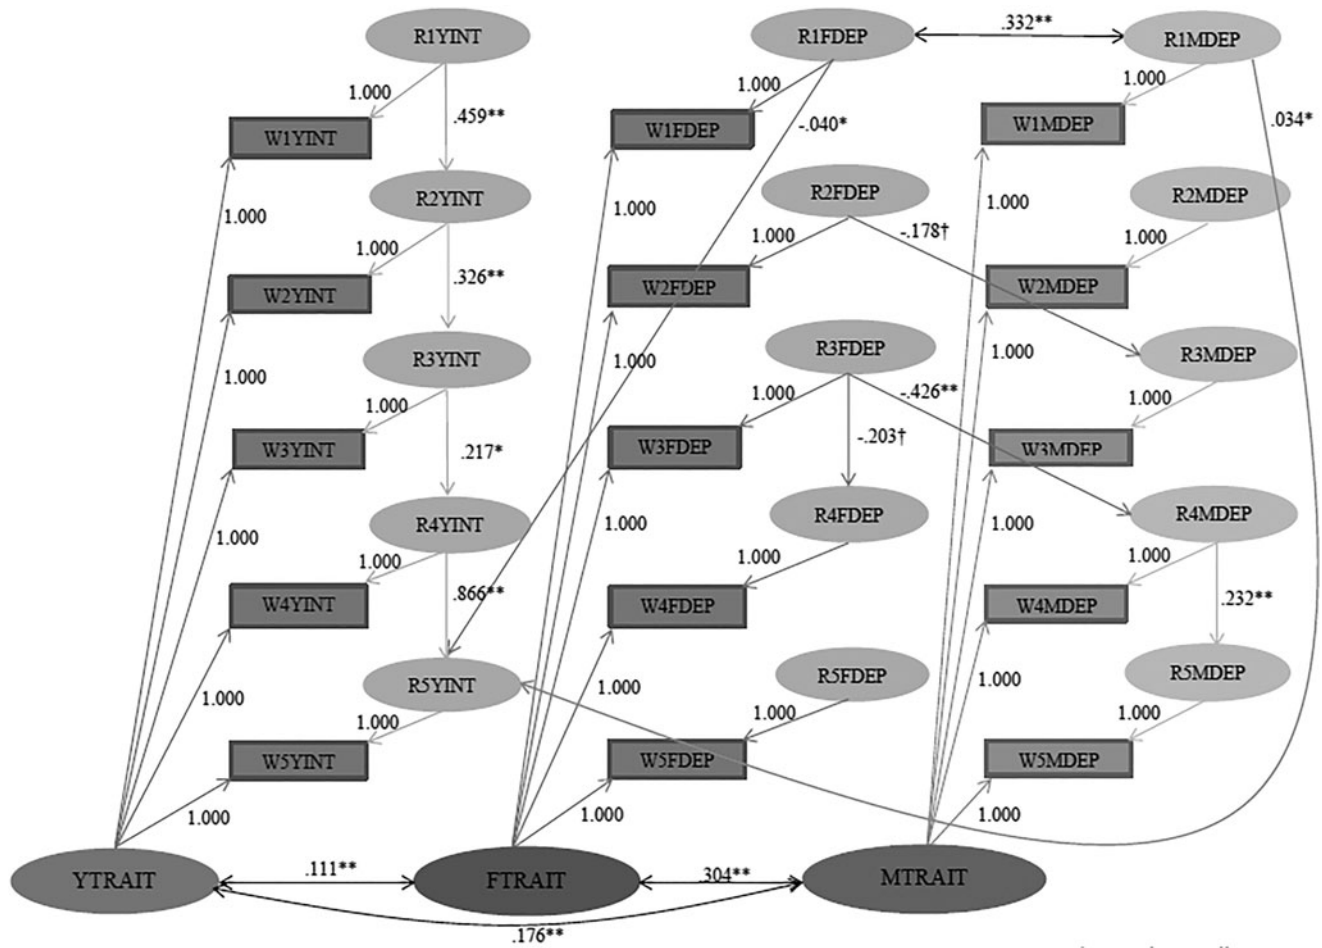 R1YINT
R1FDEP
.332**
R1MDEP
1.000
1.000
1.000
W1YINT
.459**
W1FDEP
-.040*
W1MDEP
.034*
R2YINT
R2FDEP
R2MDEP
1.000
1.000
1.000
1.000
1.000
-.178†
1.000
W2YINT
.326**
W2FDEP
W2MDEP
R3YINT
R3FDEP
R3MDEP
1.000
1.000
1.000
1.000
1.000
-.426**
1.000
W3YINT
.217*
W3FDEP
-.203†
W3MDEP
R4YINT
R4FDEP
R4MDEP
1.000
1.000
1.000
1.000
1.000
1.000
W4YINT
.866**
W4FDEP
W4MDEP
.232**
R5YINT
R5FDEP
R5MDEP
1.000
1.000
1.000
1.000
1.000
1.000
W5YINT
W5FDEP
W5MDEP
1.000
1.000
1.000
YTRAIT
.111**
FTRAIT
.304**
MTRAIT
.176**